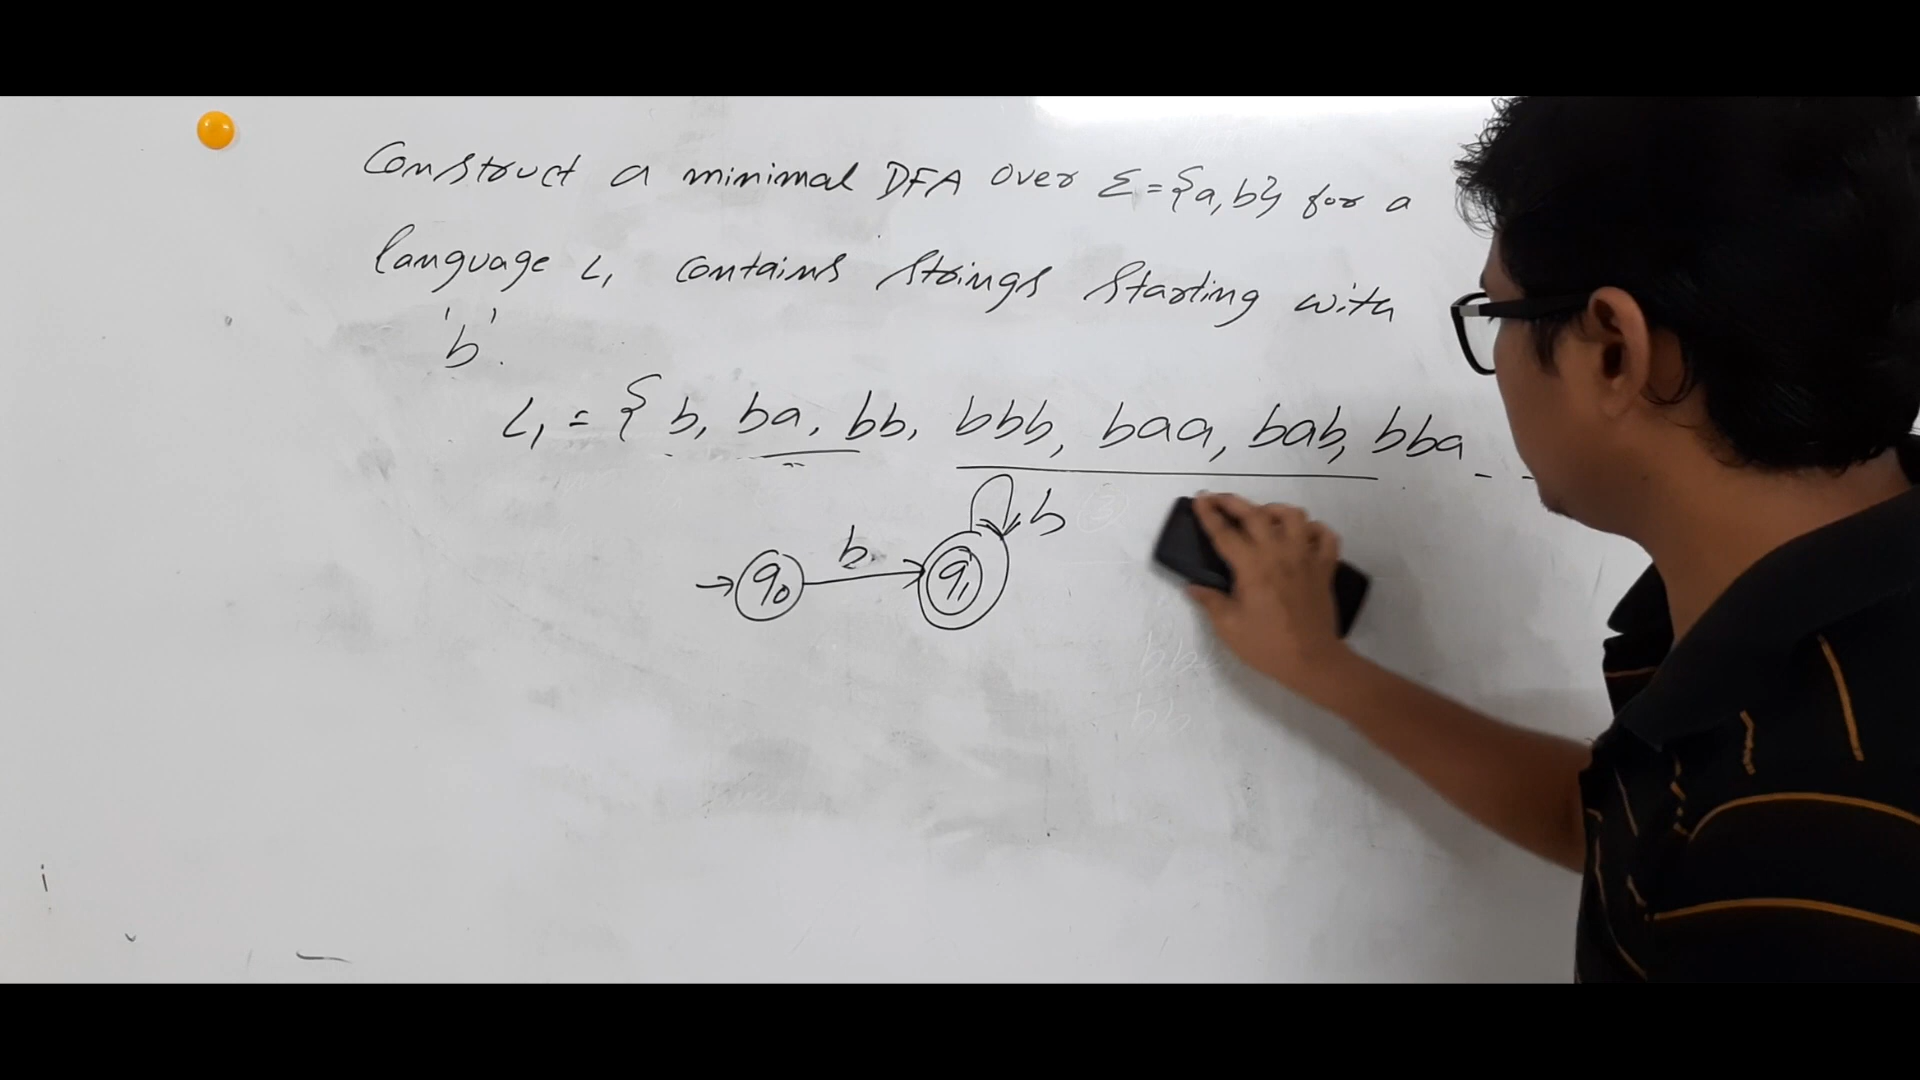 Construct a minimal DFA over Σ = {a, b} for a
language L₁ contains strings starting with
'b'.
L₁ = { b, ba, bb, bbb, baa, bab, bba - -
b
b
→ q₀ q₁